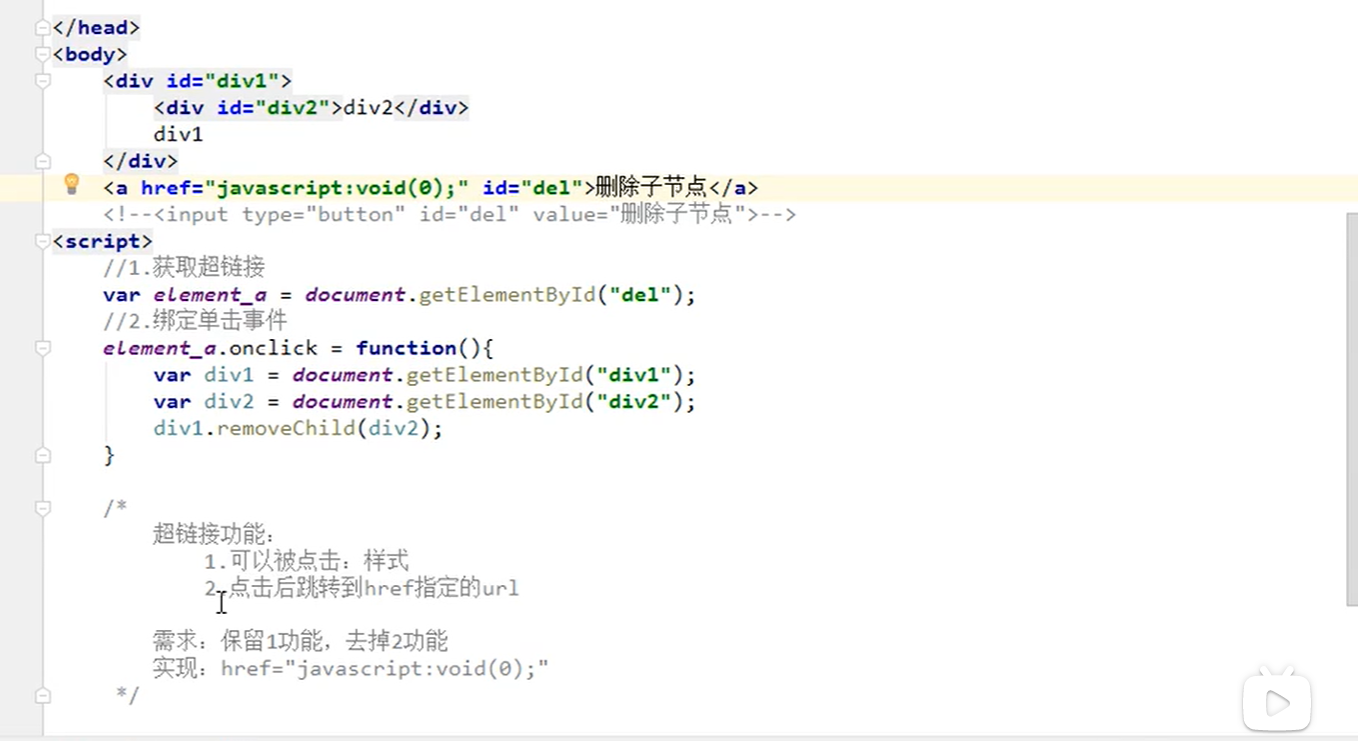 </head>
<body>
<div id="div1">
<div id="div2">div2</div>
div1
</div>
<a href="javascript:void(0);" id="del">删除子节点</a>
<!--<input type="button" id="del" value="删除子节点">-->
<script>
//1.获取超链接
var element_a = document.getElementById("del");
//2.绑定单击事件
element_a.onclick = function(){
var div1 = document.getElementById("div1");
var div2 = document.getElementById("div2");
div1.removeChild(div2);
}
/*
超链接功能：
1.可以被点击：样式
2.点击后跳转到href指定的url
需求：保留1功能，去掉2功能
实现：href="javascript:void(0);"
*/